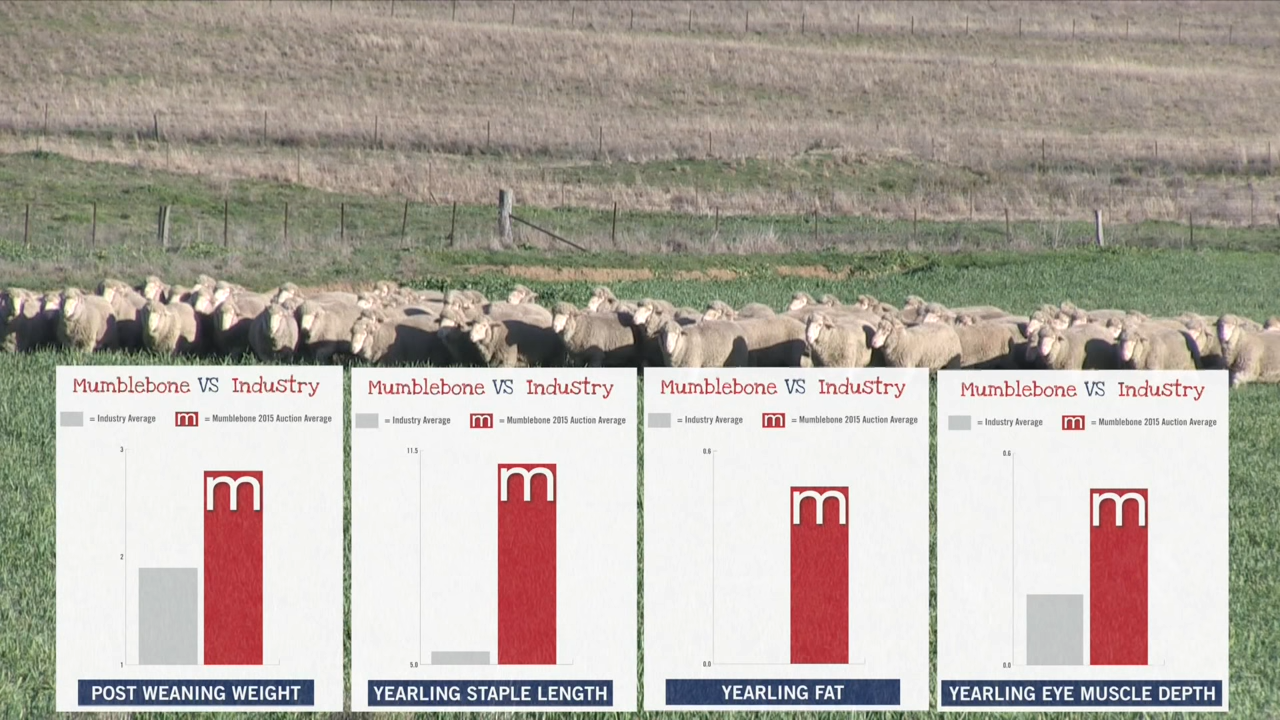 Mumblebone VS Industry
= Industry Average
m = Mumblebone 2015 Auction Average
3
2
1
m
POST WEANING WEIGHT
Mumblebone VS Industry
= Industry Average
m = Mumblebone 2015 Auction Average
11.5
5.0
m
YEARLING STAPLE LENGTH
Mumblebone VS Industry
= Industry Average
m = Mumblebone 2015 Auction Average
0.6
0.0
m
YEARLING FAT
Mumblebone VS Industry
= Industry Average
m = Mumblebone 2015 Auction Average
0.6
0.0
m
YEARLING EYE MUSCLE DEPTH